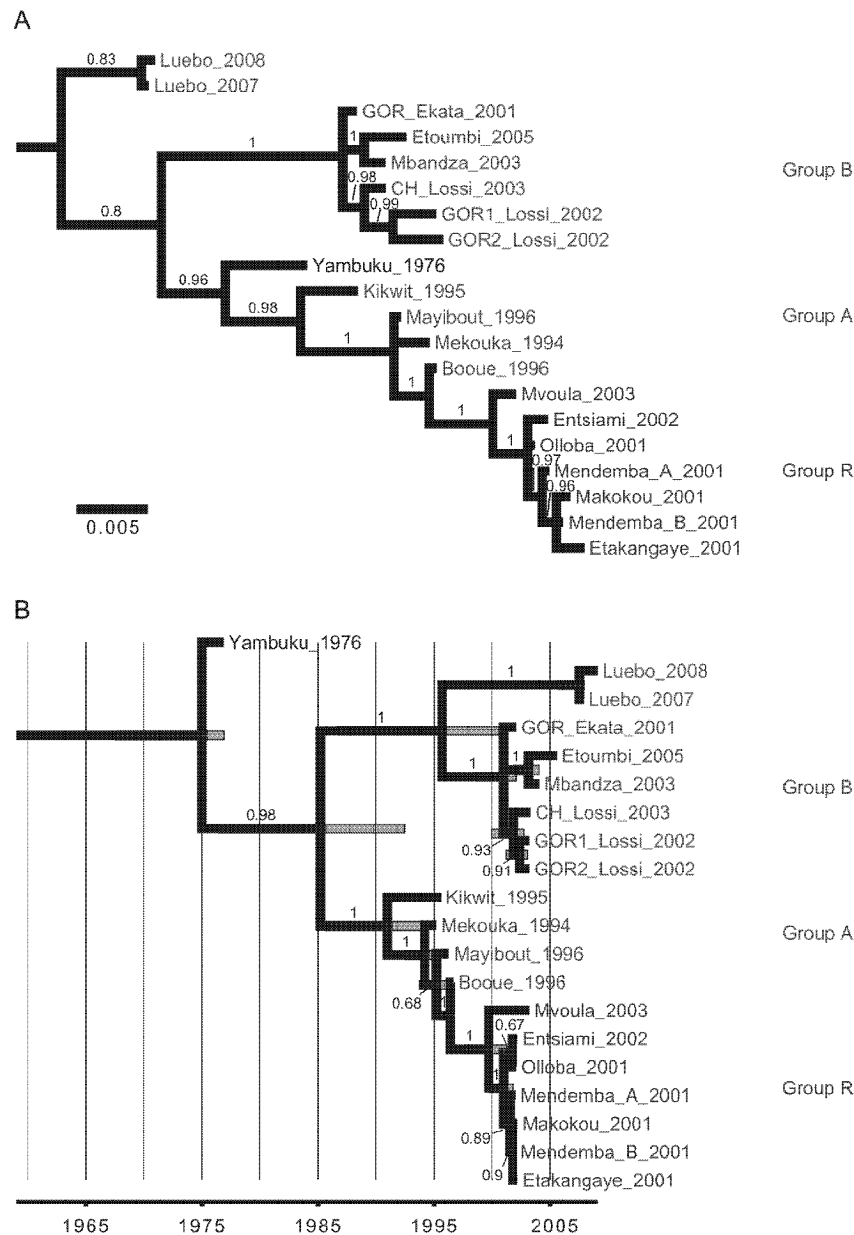 A
0.83
Luebo_2008
Luebo_2007
GOR_Ekata_2001
1
1
Etoumbi_2005
Mbandza_2003
Group B
0.98
CH_Lossi_2003
0.99
GOR1_Lossi_2002
0.8
GOR2_Lossi_2002
Yambuku_1976
0.96
Kikwit_1995
0.98
Mayibout_1996
Group A
1
Mekouka_1994
Booue_1996
1
Mvoula_2003
1
Entsiami_2002
1
Olloba_2001
0.97
Mendemba_A_2001
Group R
0.96
Makokou_2001
0.005
Mendemba_B_2001
Etakangaye_2001
B
Yambuku_1976
1
Luebo_2008
Luebo_2007
1
GOR_Ekata_2001
1
Etoumbi_2005
1
Mbandza_2003
Group B
CH_Lossi_2003
0.98
GOR1_Lossi_2002
0.93
GOR2_Lossi_2002
0.91
Kikwit_1995
1
Mekouka_1994
Group A
1
Mayibout_1996
Booue_1996
0.68
1
Mvoula_2003
0.67
Entsiami_2002
1
Olloba_2001
1
Mendemba_A_2001
Group R
Makokou_2001
0.89
Mendemba_B_2001
0.9
Etakangaye_2001
1965 1975 1985 1995 2005